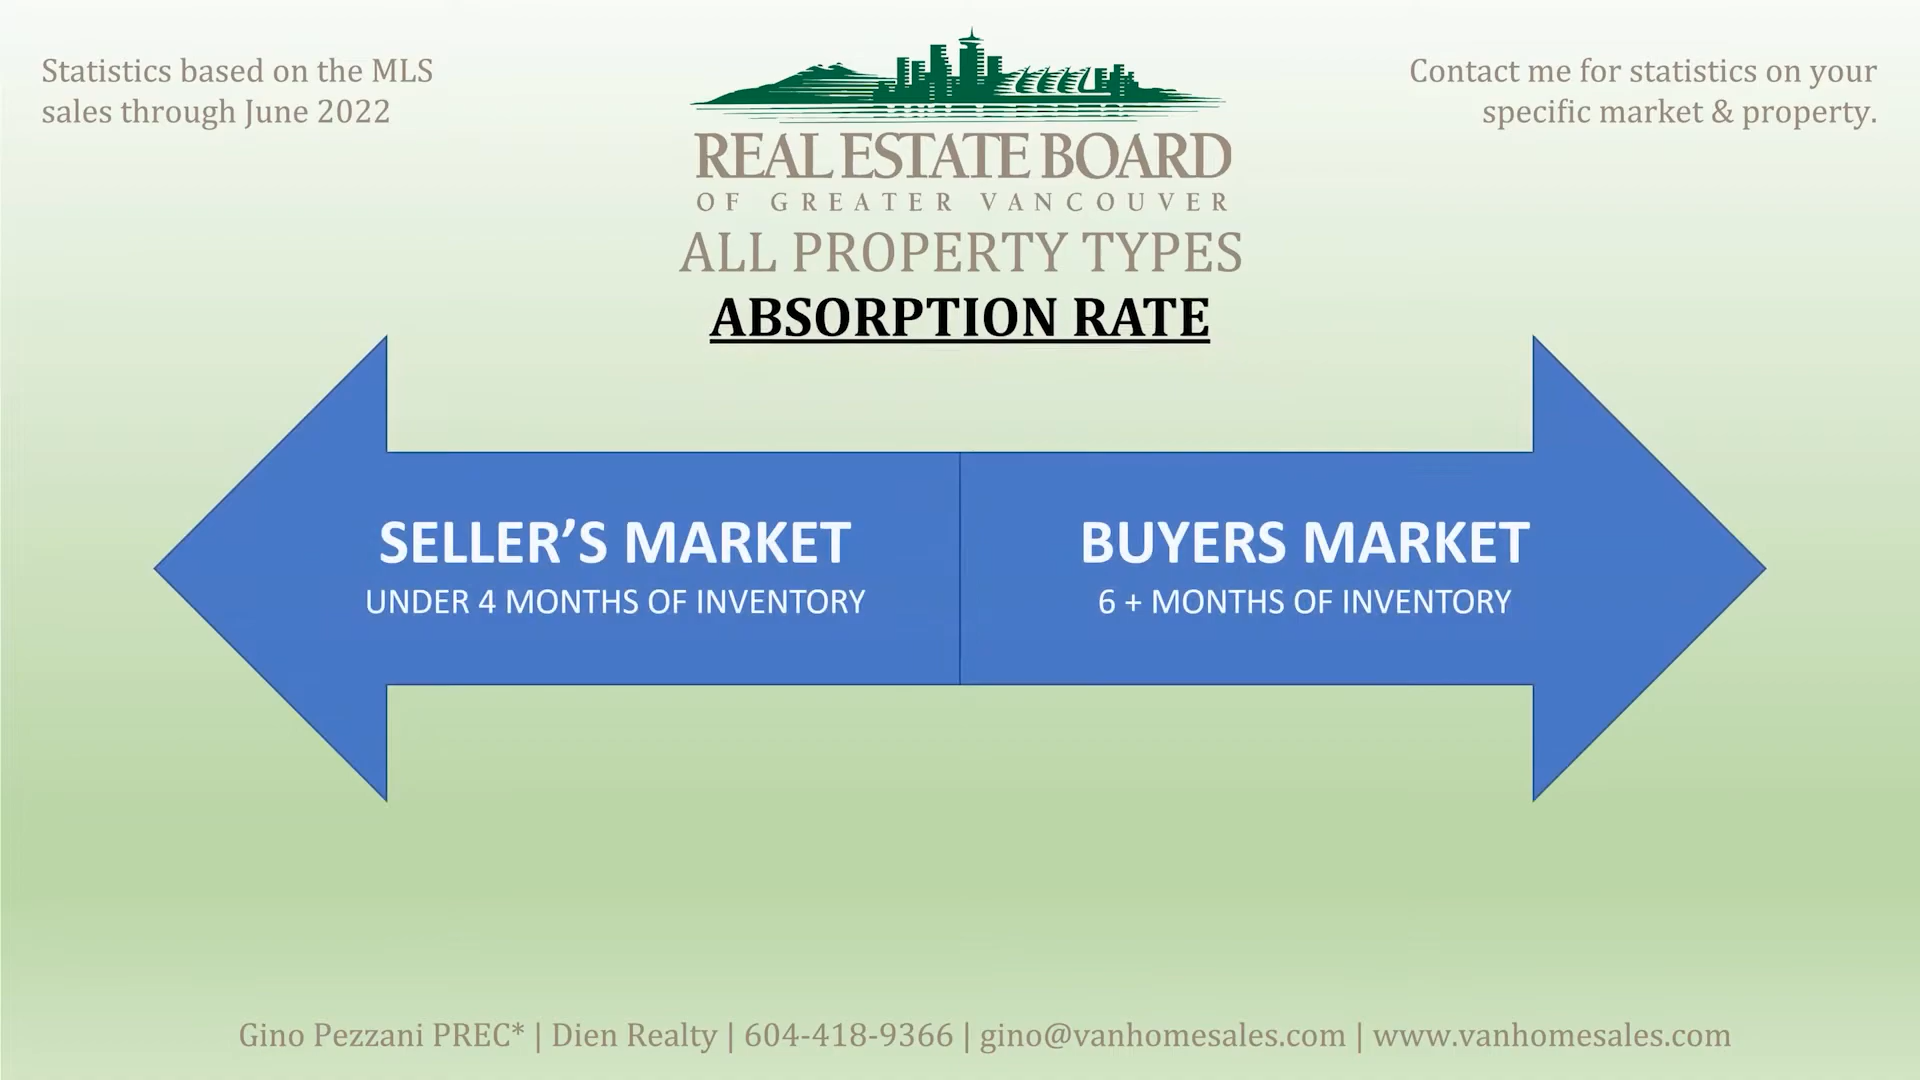 Statistics based on the MLS
sales through June 2022
REAL ESTATE BOARD
OF GREATER VANCOUVER
ALL PROPERTY TYPES
ABSORPTION RATE
Contact me for statistics on your
specific market & property.
SELLER’S MARKET
UNDER 4 MONTHS OF INVENTORY
BUYERS MARKET
6 + MONTHS OF INVENTORY
Gino Pezzani PREC* | Dien Realty | 604-418-9366 | gino@vanhomesales.com | www.vanhomesales.com